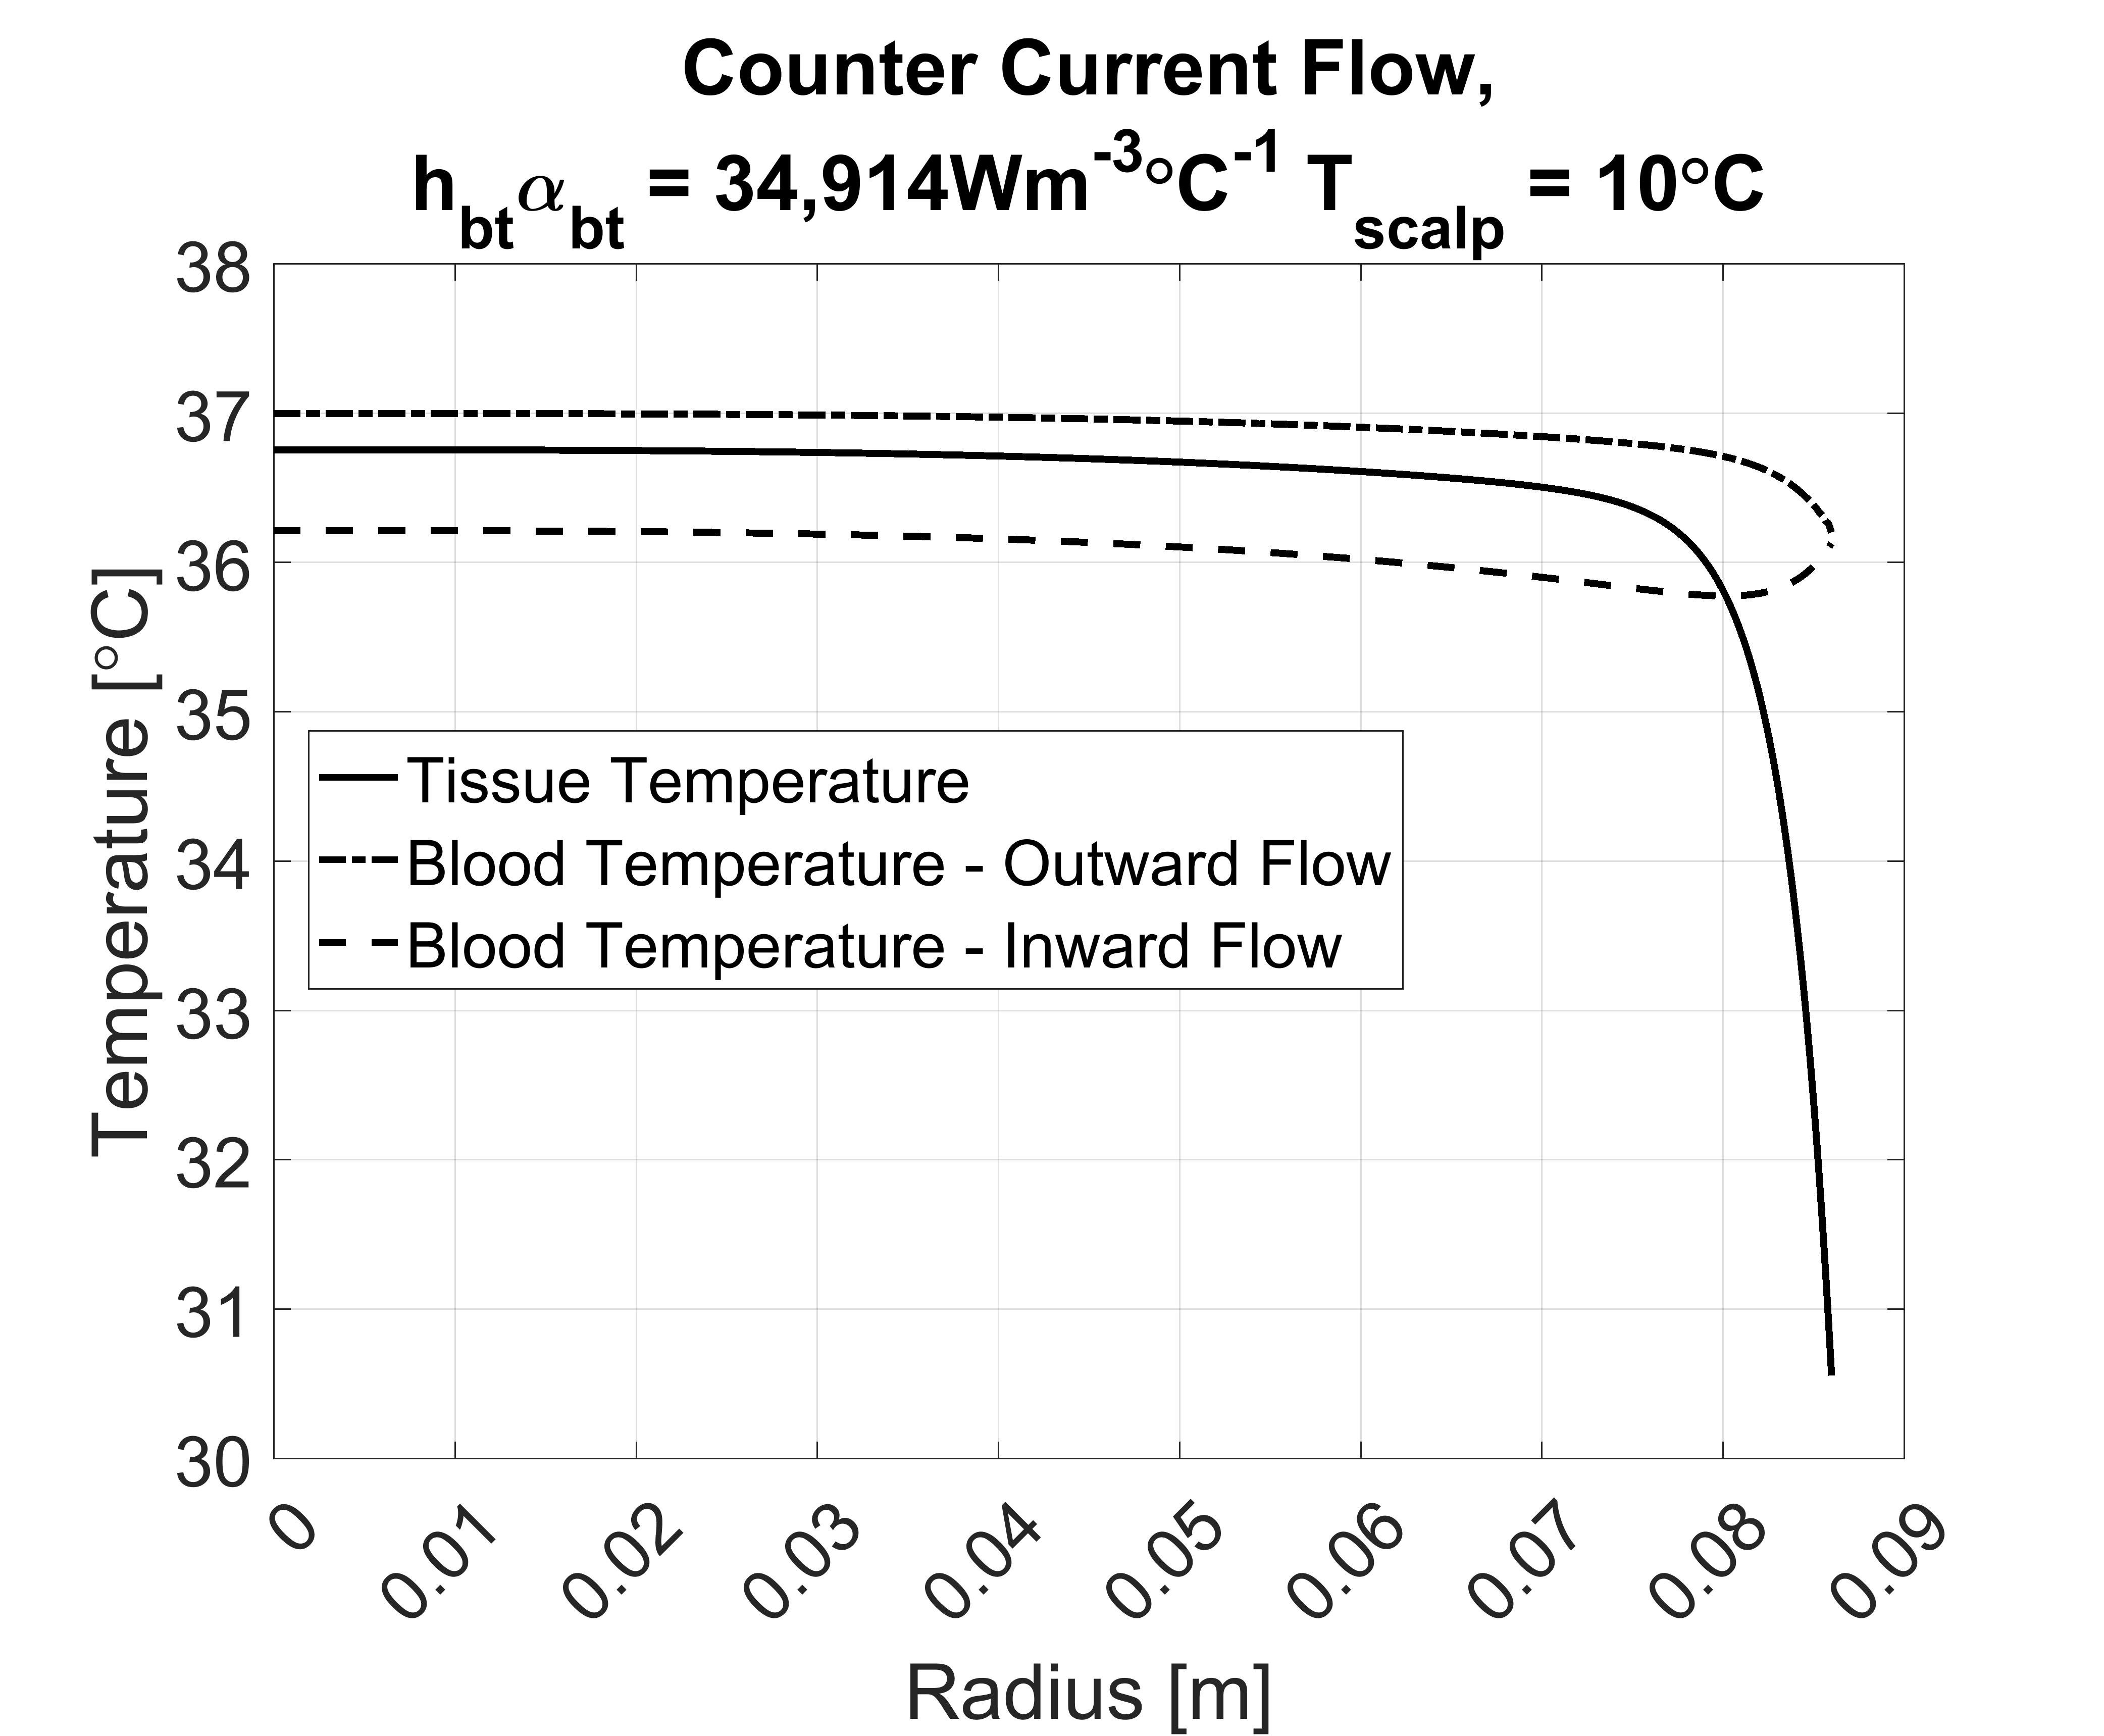 Counter Current Flow,
h_bt α_bt = 34,914Wm^-3°C^-1 T_scalp = 10°C
38
37
36
35
34
33
32
31
30
Temperature [°C]
Tissue Temperature
Blood Temperature - Outward Flow
Blood Temperature - Inward Flow
0
0.01
0.02
0.03
0.04
0.05
0.06
0.07
0.08
0.09
Radius [m]